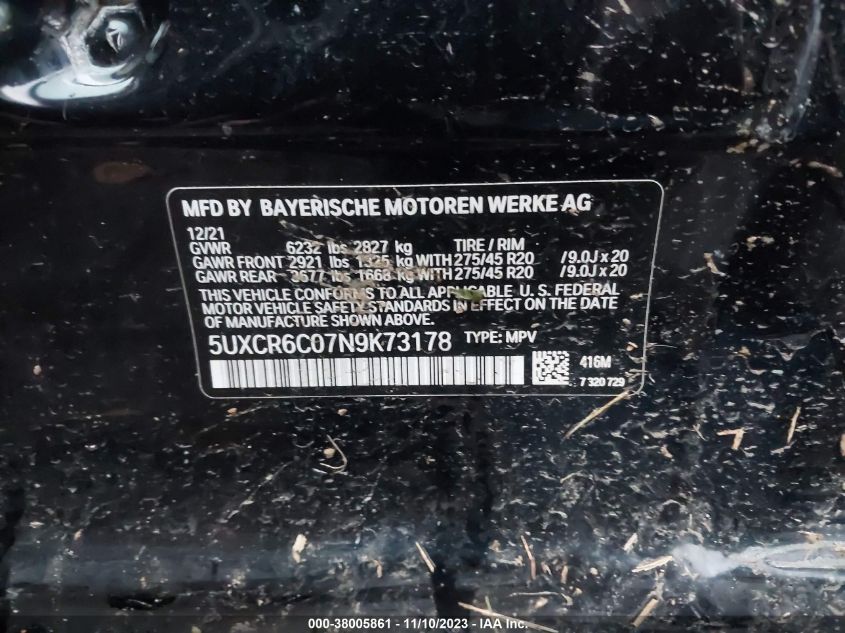 MFD BY BAYERISCHE MOTOREN WERKE AG
12/21
GVWR 6232 lbs 2827 kg TIRE / RIM
GAWR FRONT 2921 lbs 1325 kg WITH 275/45 R20 /9.0J x 20
GAWR REAR 3677 lbs 1668 kg WITH 275/45 R20 /9.0J x 20
THIS VEHICLE CONFORMS TO ALL APPLICABLE U. S. FEDERAL
MOTOR VEHICLE SAFETY STANDARDS IN EFFECT ON THE DATE
OF MANUFACTURE SHOWN ABOVE.
5UXCR6C07N9K73178 TYPE: MPV
416M
7 320 729
000-38005861 - 11/10/2023 - IAA Inc.